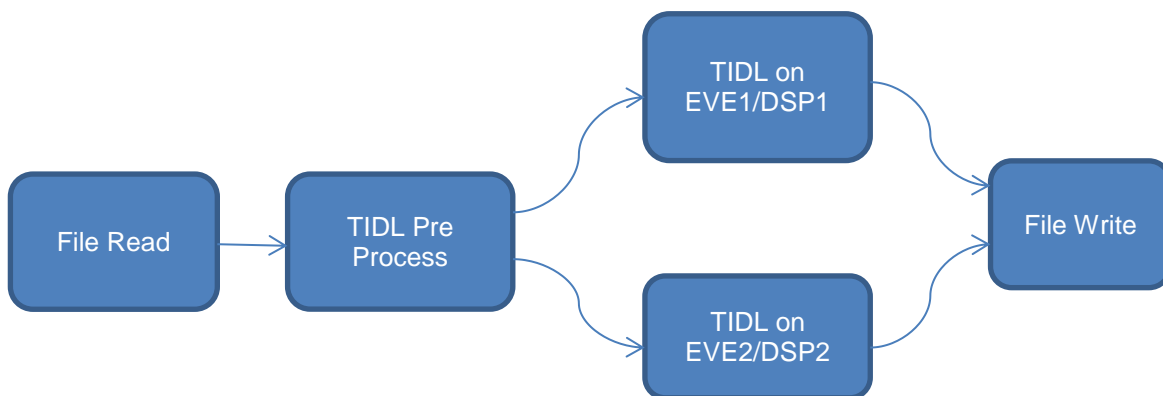 File Read
TIDL Pre
Process
TIDL on
EVE1/DSP1
TIDL on
EVE2/DSP2
File Write